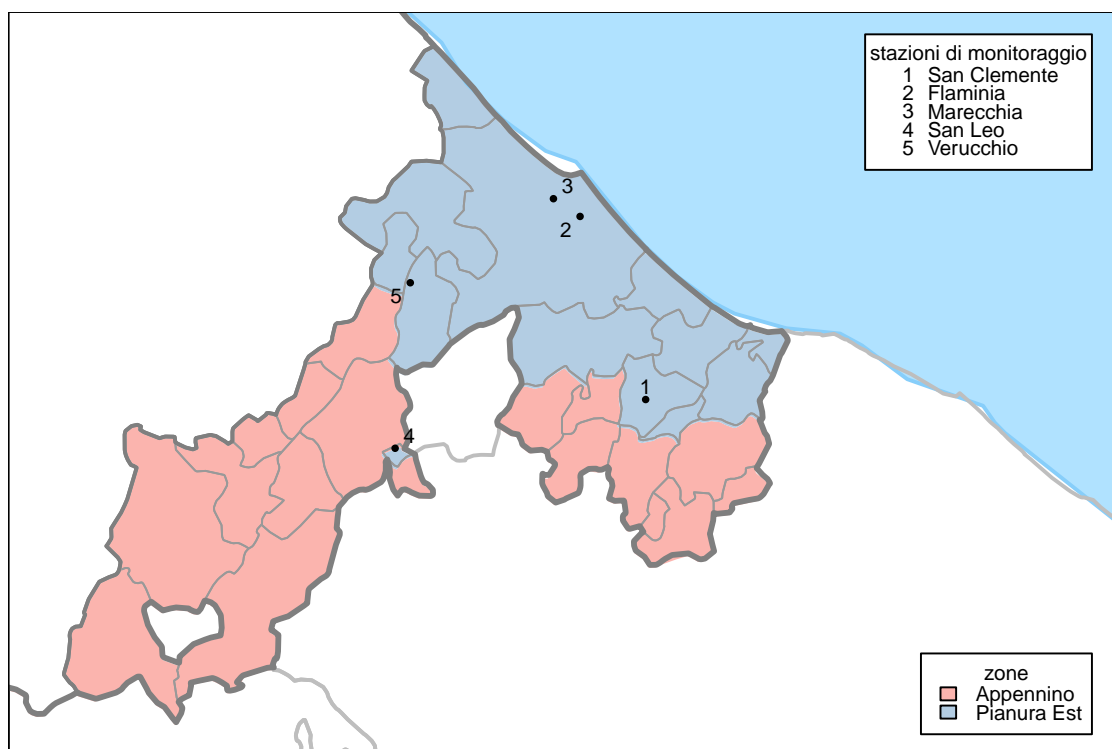 stazioni di monitoraggio
1 San Clemente
2 Flaminia
3 Marecchia
4 San Leo
5 Verucchio
3
2
5
1
4
zone
Appennino
Pianura Est